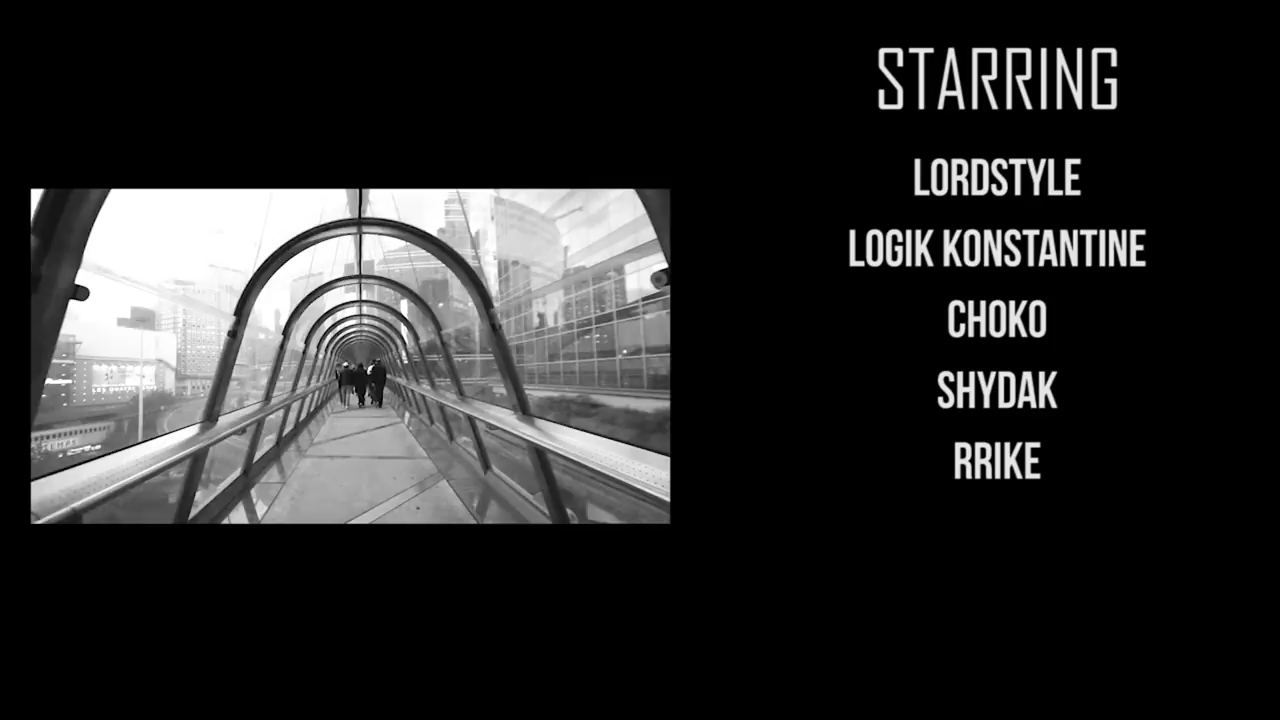 STARRING
LORDSTYLE
LOGIK KONSTANTINE
CHOKO
SHYDAK
RRIKE